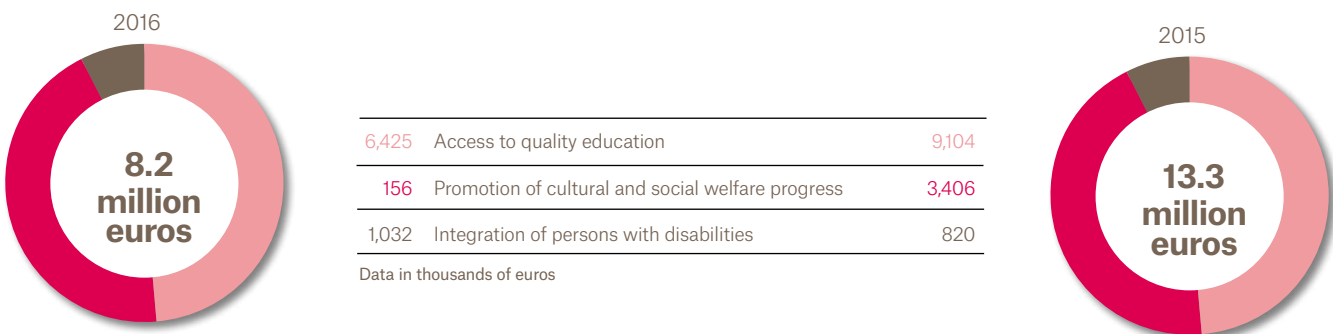 2016
8.2
million
euros
6,425 Access to quality education 9,104
156 Promotion of cultural and social welfare progress 3,406
1,032 Integration of persons with disabilities 820
Data in thousands of euros
2015
13.3
million
euros